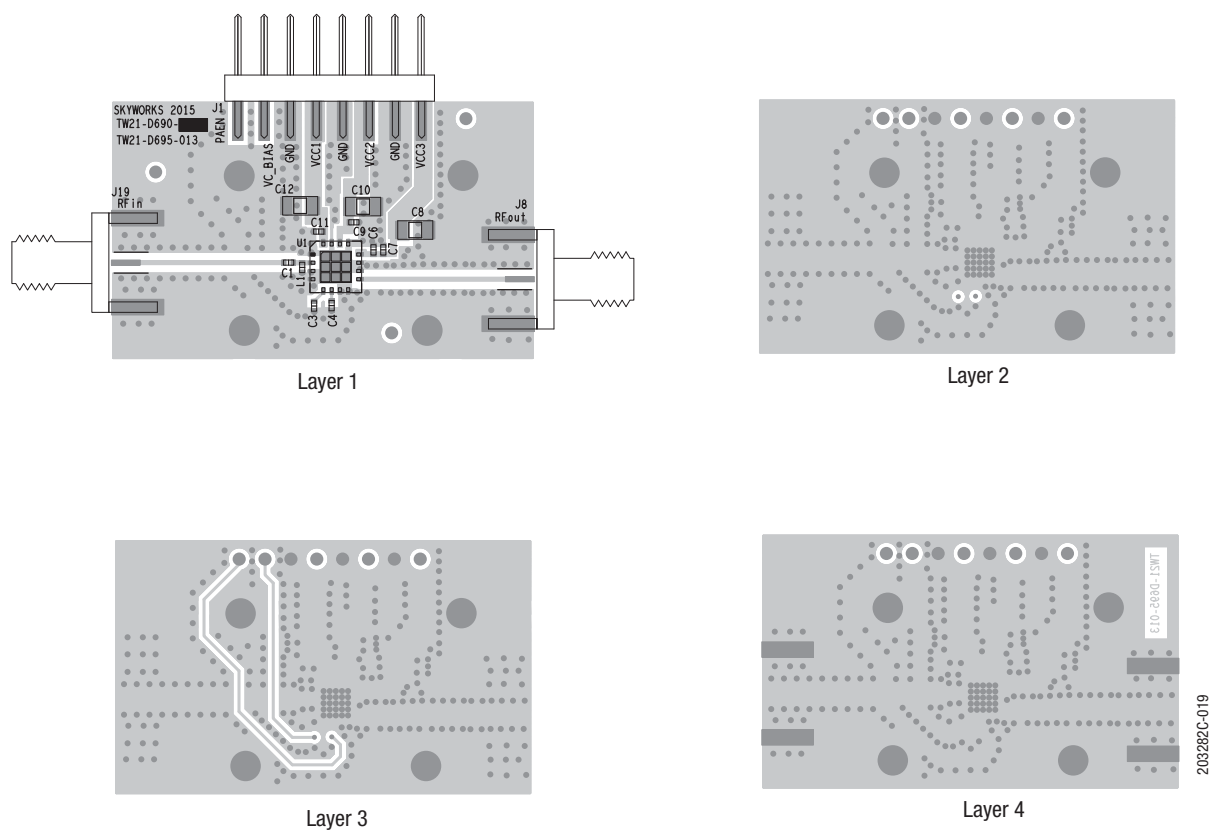 SKYWORKS 2015
TW21-D690-
TW21-D695-013
J1
PAEN
VC_BIAS
GND
VCC1
GND
VCC2
GND
VCC3
J19
RFin
C12
C10
C11
C9
C6
C7
C8
J8
RFout
U1
C1
L1
C3
C4
Layer 1
Layer 2
TW21-D695-013
Layer 3
Layer 4
203282C-019